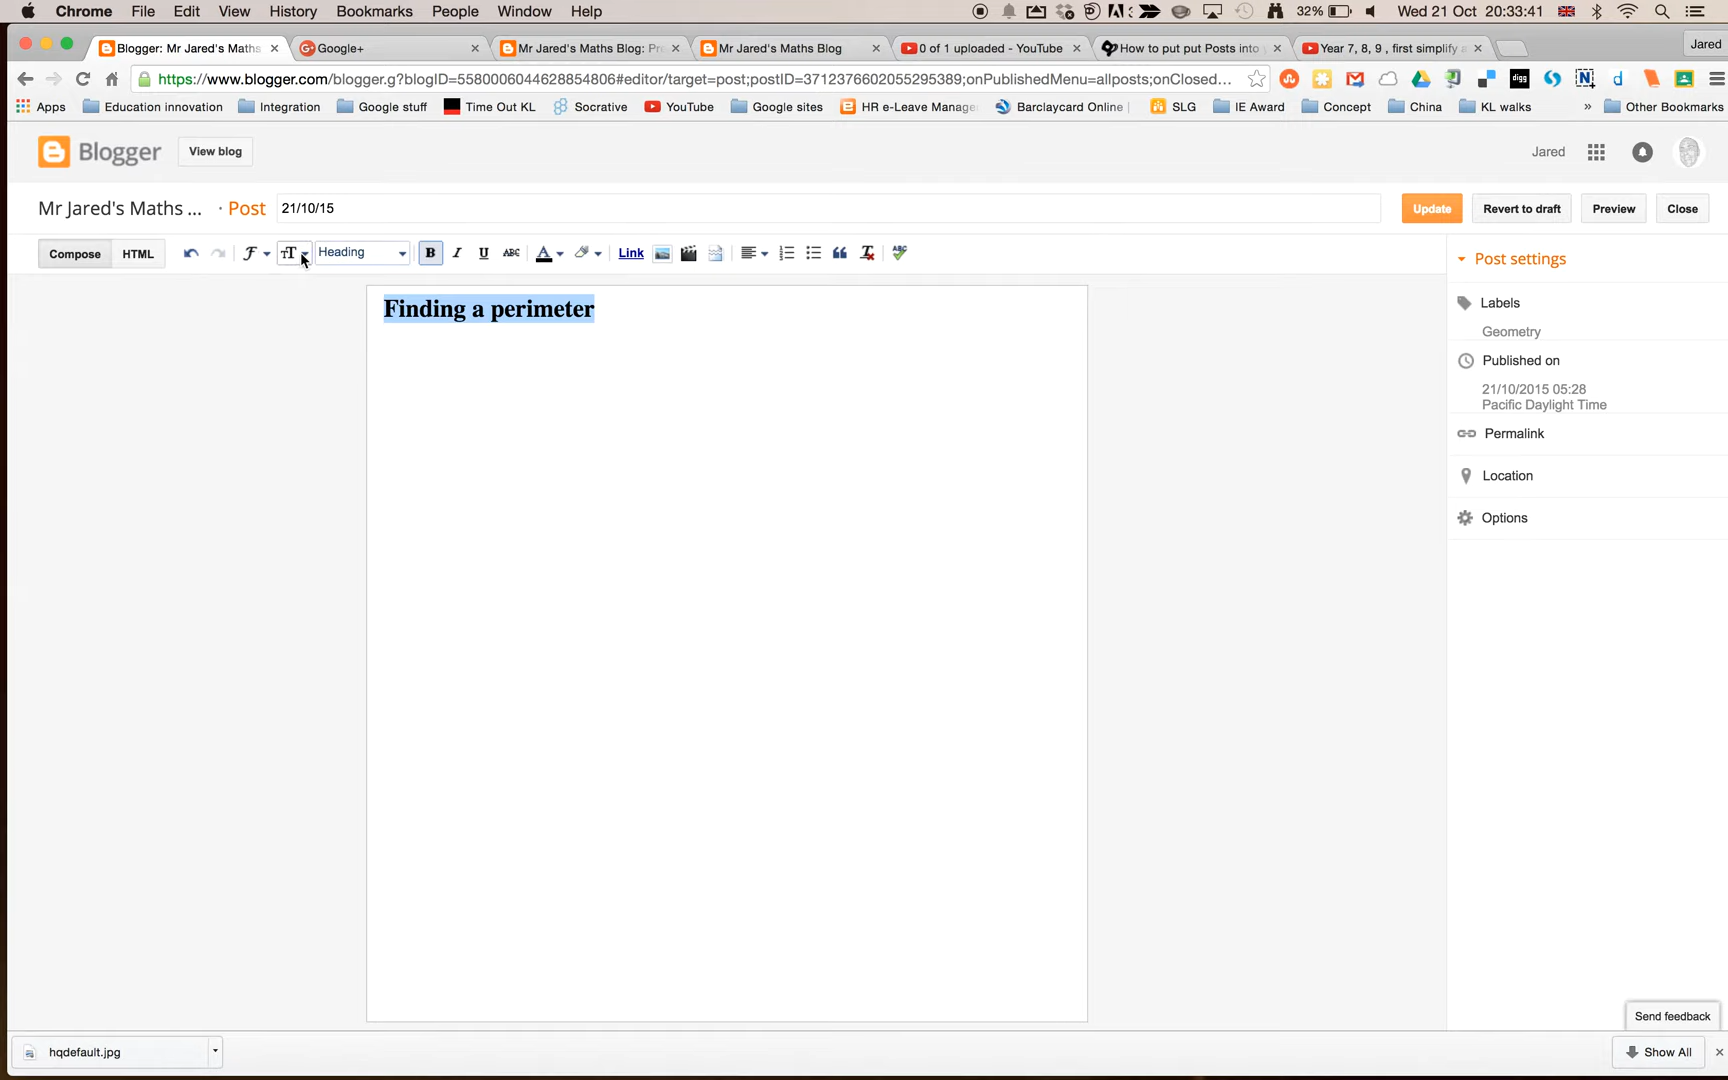 Chrome File Edit View History Bookmarks People Window Help 32% Wed 21 Oct 20:33:41
Blogger: Mr Jared's Maths Google+ Mr Jared's Maths Blog: Pr Mr Jared's Maths Blog 0 of 1 uploaded - YouTube How to put put Posts into Year 7, 8, 9 , first simplify Jared
https://www.blogger.com/blogger.g?blogID=5580006044628854806#editor/target=post;postID=3712376602055295389;onPublishedMenu=allposts;onClosed... digg N d
Apps Education innovation Integration Google stuff Time Out KL Socrative YouTube Google sites HR e-Leave Manage Barclaycard Online | SLG IE Award Concept China KL walks » Other Bookmarks
Blogger View blog Jared
Mr Jared's Maths ... · Post 21/10/15 Update Revert to draft Preview Close
Compose HTML Heading B I U ABC A Link
Post settings
Finding a perimeter
Labels
Geometry
Published on
21/10/2015 05:28
Pacific Daylight Time
Permalink
Location
Options
Send feedback
hqdefault.jpg Show All